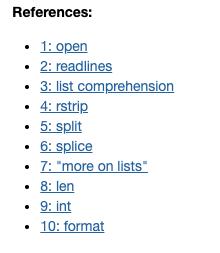 References:
1: open
2: readlines
3: list comprehension
4: rstrip
5: split
6: splice
7: "more on lists"
8: len
9: int
10: format